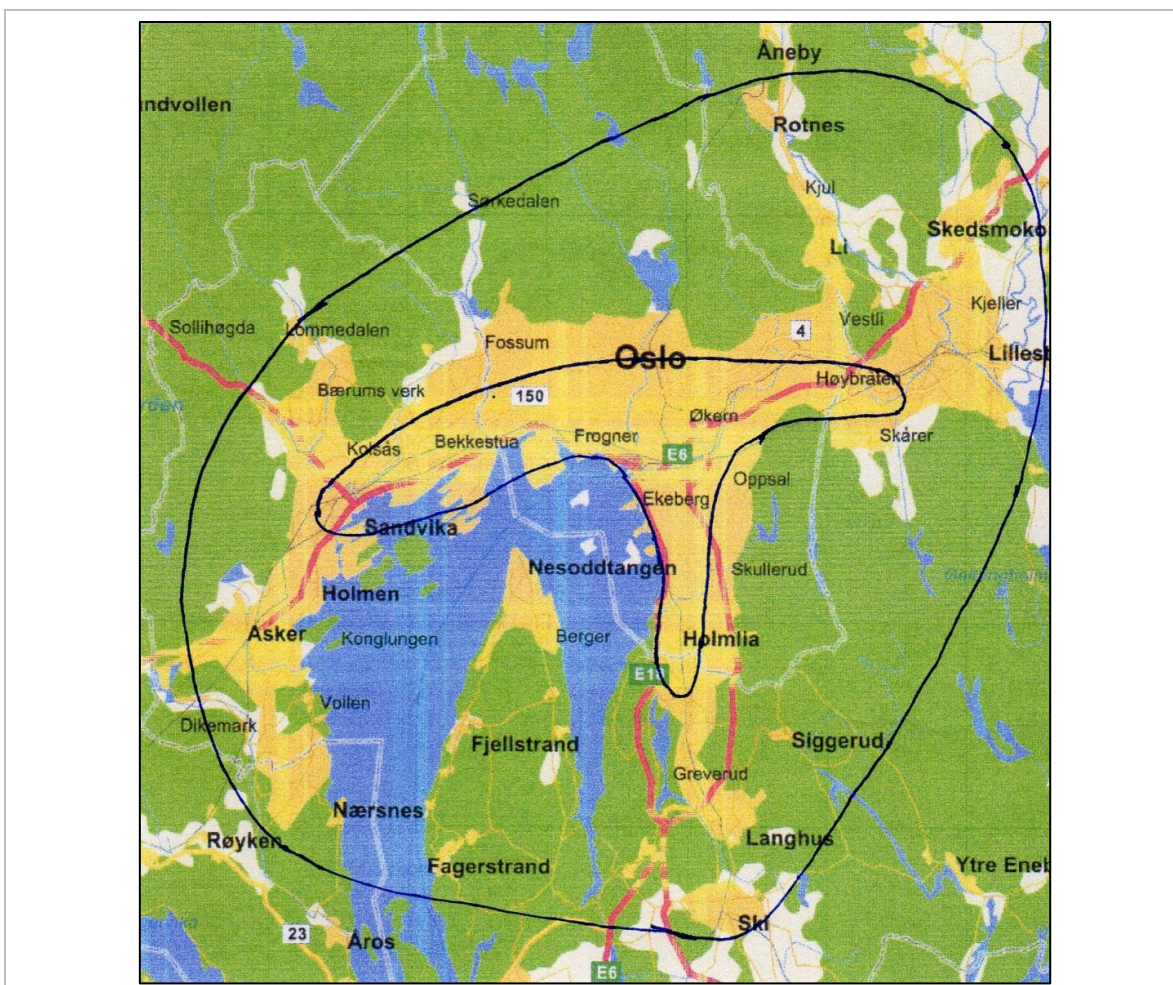 Åneby
ndvollen
Rotnes
Kjul
Sørkedalen
Skedsmoko
Li
Kjeller
Sollihøgda
Lommedalen
Vestli
4
Fossum
Oslo
Lillest
Høybråten
Bærums verk
150
rden
Økern
Frogner
Skårer
Bekkestua
Kolsås
E6
Oppsal
Ekeberg
Sandvika
Nesoddtangen
Skullerud
Holmen
Asker
Konglungen
Berger
Holmlia
E18
Vollen
Dikemark
Fjellstrand
Siggerud
Greverud
Nærsnes
Røyken
Langhus
Fagerstrand
Ytre Eneb
Ski
23
Åros
E6